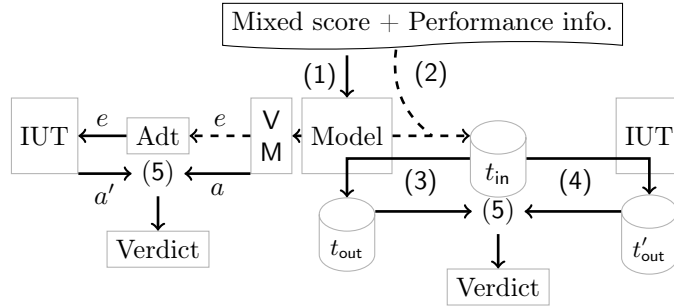 Mixed score + Performance info.
(1)
(2)
IUT
e
Adt
e
V
M
Model
t_in
IUT
a'
(5)
a
(3)
(4)
t_out
(5)
t'_out
Verdict
Verdict